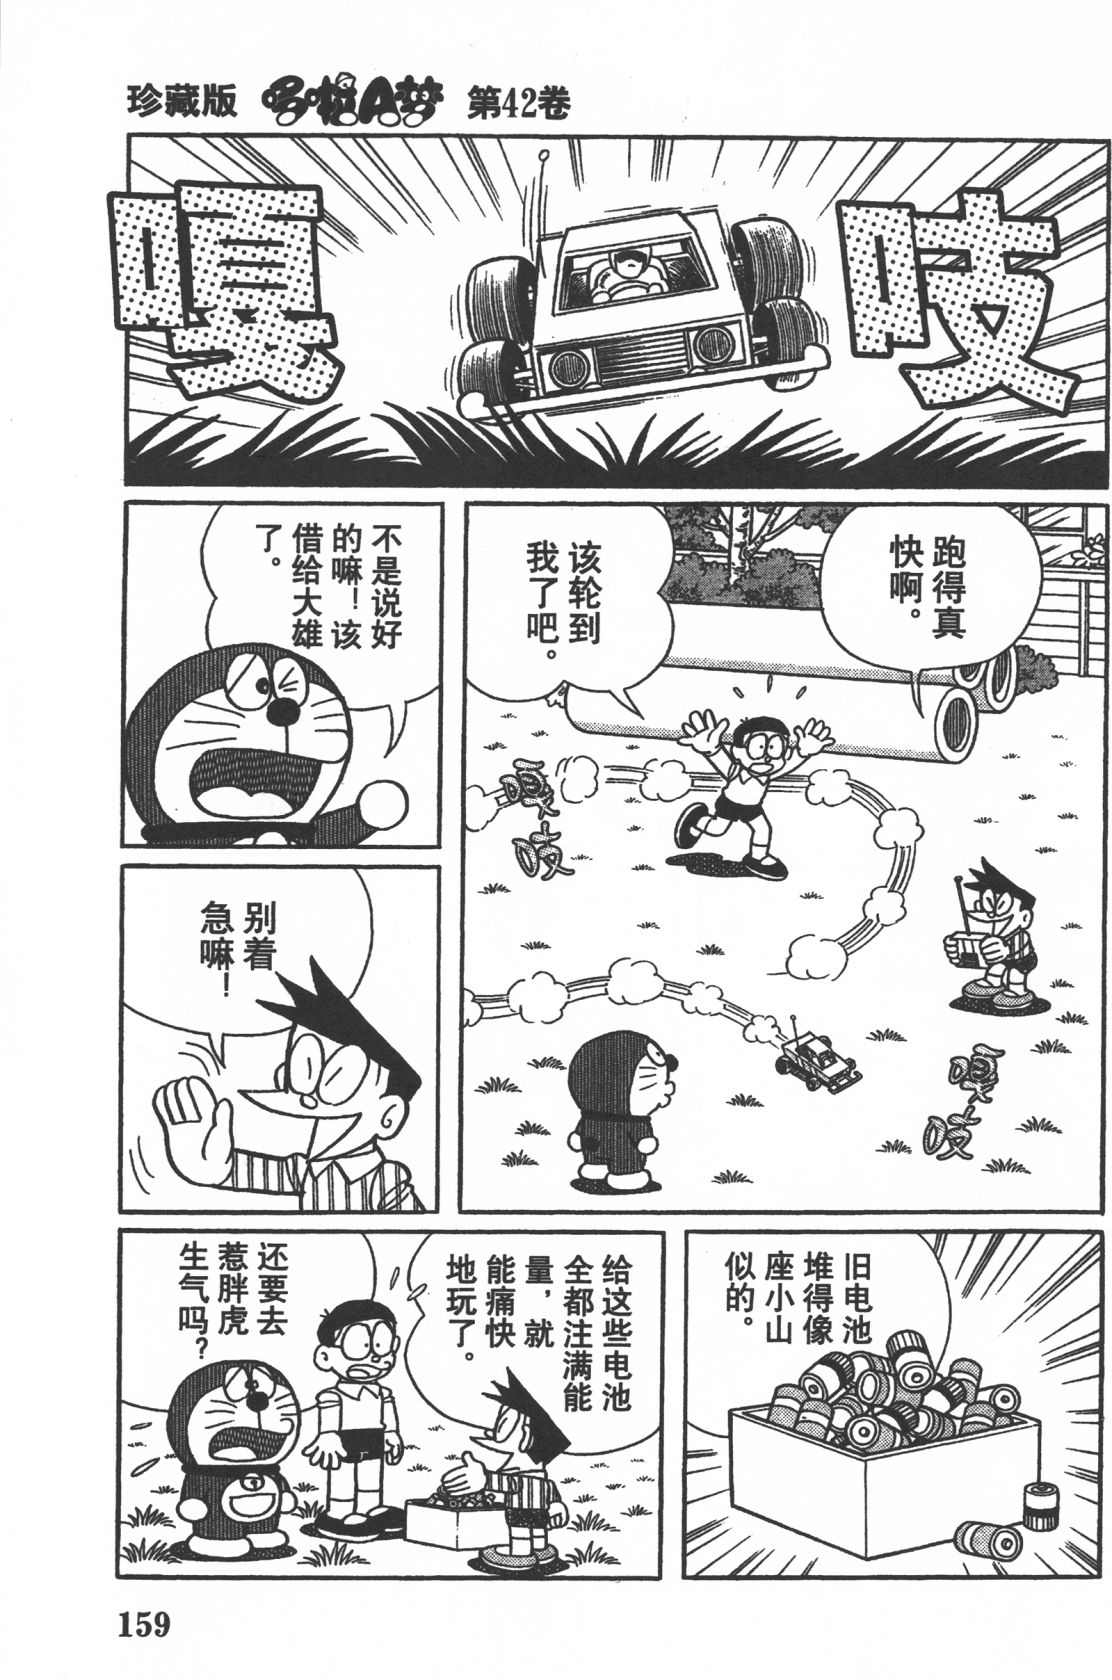 珍藏版 哆啦A梦 第42卷
嘎吱
跑得真
快啊。
该轮到
我了吧。
嘎吱
嘎吱
不是说好
的嘛！该
借给大雄
了。
别着
急嘛！
旧电池
堆得像
座小山
似的。
给这些电池
全都注满能
量，就
能痛快
地玩了。
还要去
惹胖虎
生气吗？
159